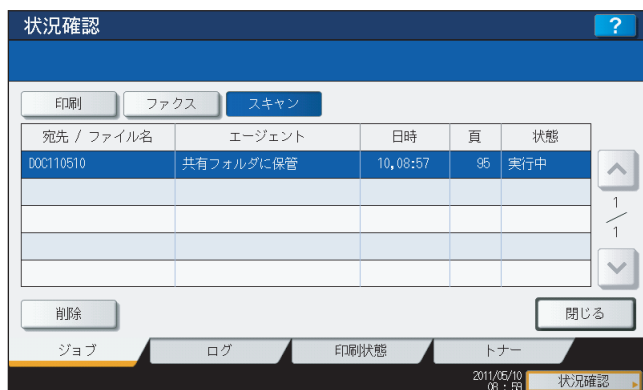 状況確認 ?
印刷 ファクス スキャン
宛先 / ファイル名 エージェント 日時 頁 状態
DOC110510 共有フォルダに保管 10,08:57 95 実行中
1
1
削除 閉じる
ジョブ ログ 印刷状態 トナー
2011/05/10
08 : 59 状況確認